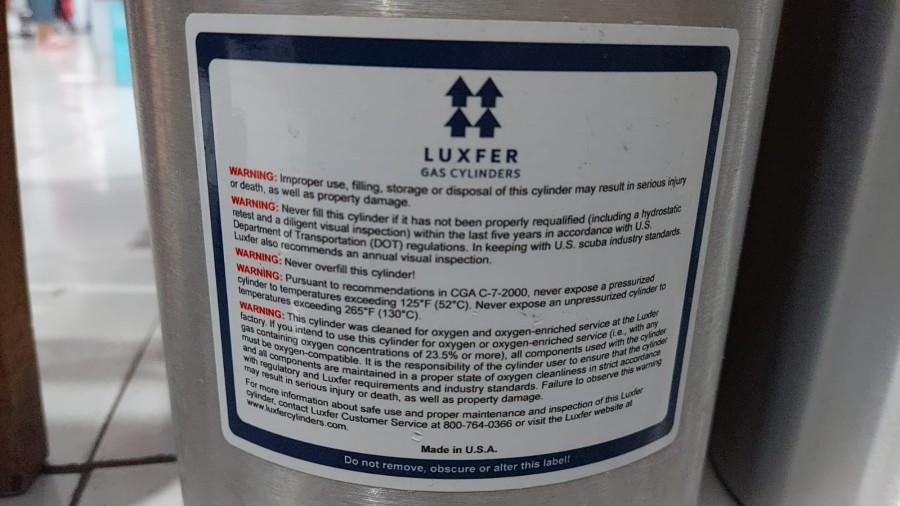 LUXFER
GAS CYLINDERS
WARNING: Improper use, filling, storage or disposal of this cylinder may result in serious injury
or death, as well as property damage.
WARNING: Never fill this cylinder if it has not been properly requalified (including a hydrostatic
retest and a diligent visual inspection) within the last five years in accordance with U.S.
Department of Transportation (DOT) regulations. In keeping with U.S. scuba industry standards.
Luxfer also recommends an annual visual inspection.
WARNING: Never overfill this cylinder!
WARNING: Pursuant to recommendations in CGA C-7-2000, never expose a pressurized
cylinder to temperatures exceeding 125°F (52°C). Never expose an unpressurized cylinder to
temperatures exceeding 265°F (130°C).
WARNING: This cylinder was cleaned for oxygen and oxygen-enriched service at the Luxfer
factory. If you intend to use this cylinder for oxygen or oxygen-enriched service (i.e., with any
gas containing oxygen concentrations of 23.5% or more), all components used with the cylinder
must be oxygen-compatible. It is the responsibility of the cylinder user to ensure that the cylinder
and all components are maintained in a proper state of oxygen cleanliness in strict accordance
with regulatory and Luxfer requirements and industry standards. Failure to observe this warning
may result in serious injury or death, as well as property damage.
For more information about safe use and proper maintenance and inspection of this Luxfer
cylinder, contact Luxfer Customer Service at 800-764-0366 or visit the Luxfer website at
www.luxfercylinders.com.
Made in U.S.A.
Do not remove, obscure or alter this label!